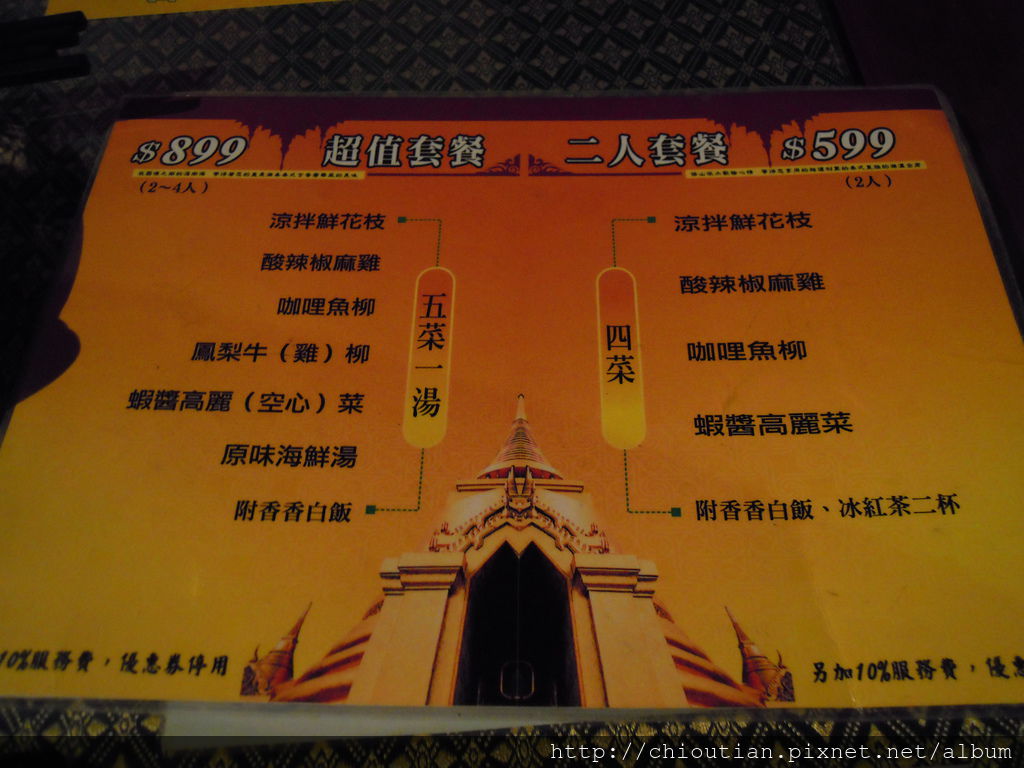 $899 超值套餐
(2~4人)
涼拌鮮花枝
酸辣椒麻雞
咖哩魚柳
鳳梨牛(雞)柳
蝦醬高麗(空心)菜
原味海鮮湯
附香香白飯
五菜一湯
10%服務費,優惠券停用
二人套餐 $599
(2人)
涼拌鮮花枝
酸辣椒麻雞
咖哩魚柳
蝦醬高麗菜
附香香白飯、冰紅茶二杯
四菜
另加10%服務費,優惠
http://chioutian.pixnet.net/album